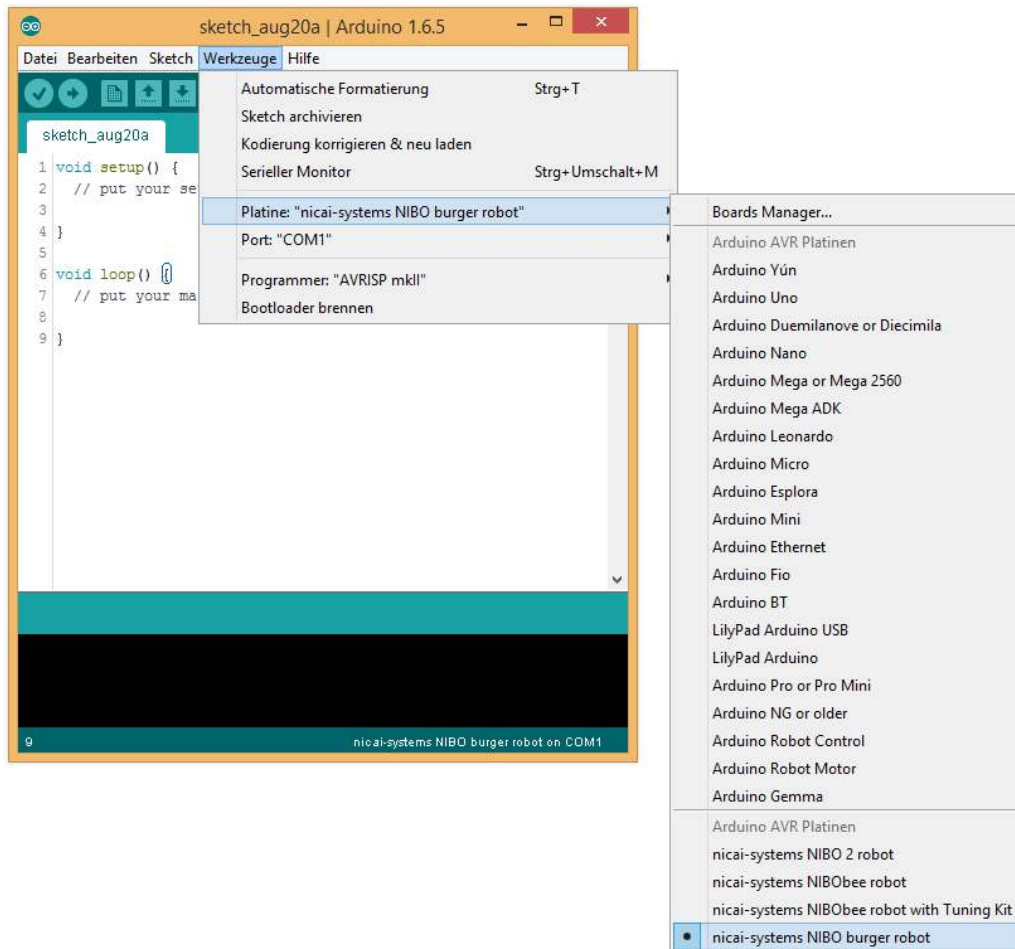 sketch_aug20a | Arduino 1.6.5
Datei Bearbeiten Sketch Werkzeuge Hilfe
sketch_aug20a
1 void setup() {
2 // put your se
3
4 }
5
6 void loop() {
7 // put your ma
8
9 }
Automatische Formatierung Strg+T
Sketch archivieren
Kodierung korrigieren & neu laden
Serieller Monitor Strg+Umschalt+M
Platine: "nicai-systems NIBO burger robot"
Port: "COM1"
Programmer: "AVRISP mkII"
Bootloader brennen
Boards Manager...
Arduino AVR Platinen
Arduino Yún
Arduino Uno
Arduino Duemilanove or Diecimila
Arduino Nano
Arduino Mega or Mega 2560
Arduino Mega ADK
Arduino Leonardo
Arduino Micro
Arduino Esplora
Arduino Mini
Arduino Ethernet
Arduino Fio
Arduino BT
LilyPad Arduino USB
LilyPad Arduino
Arduino Pro or Pro Mini
Arduino NG or older
Arduino Robot Control
Arduino Robot Motor
Arduino Gemma
Arduino AVR Platinen
nicai-systems NIBO 2 robot
nicai-systems NIBObee robot
nicai-systems NIBObee robot with Tuning Kit
nicai-systems NIBO burger robot
9 nicai-systems NIBO burger robot on COM1